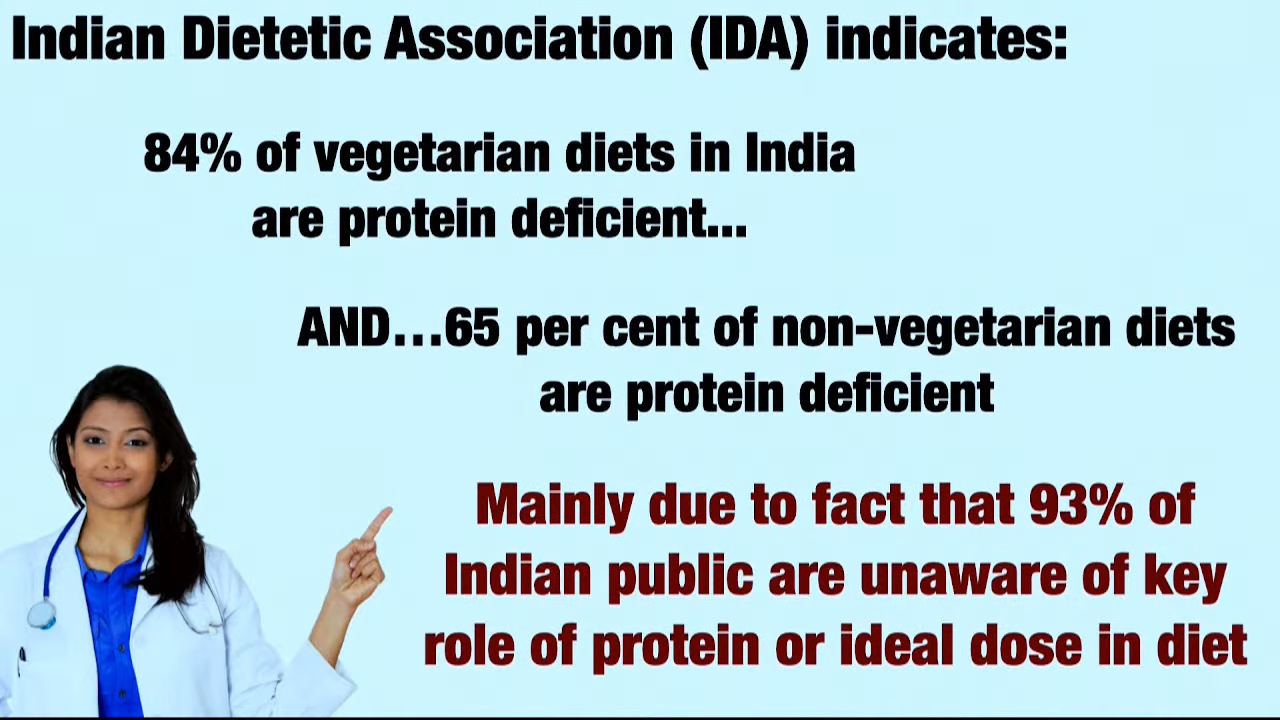 Indian Dietetic Association (IDA) indicates:
84% of vegetarian diets in India
are protein deficient...
AND...65 per cent of non-vegetarian diets
are protein deficient
Mainly due to fact that 93% of
Indian public are unaware of key
role of protein or ideal dose in diet